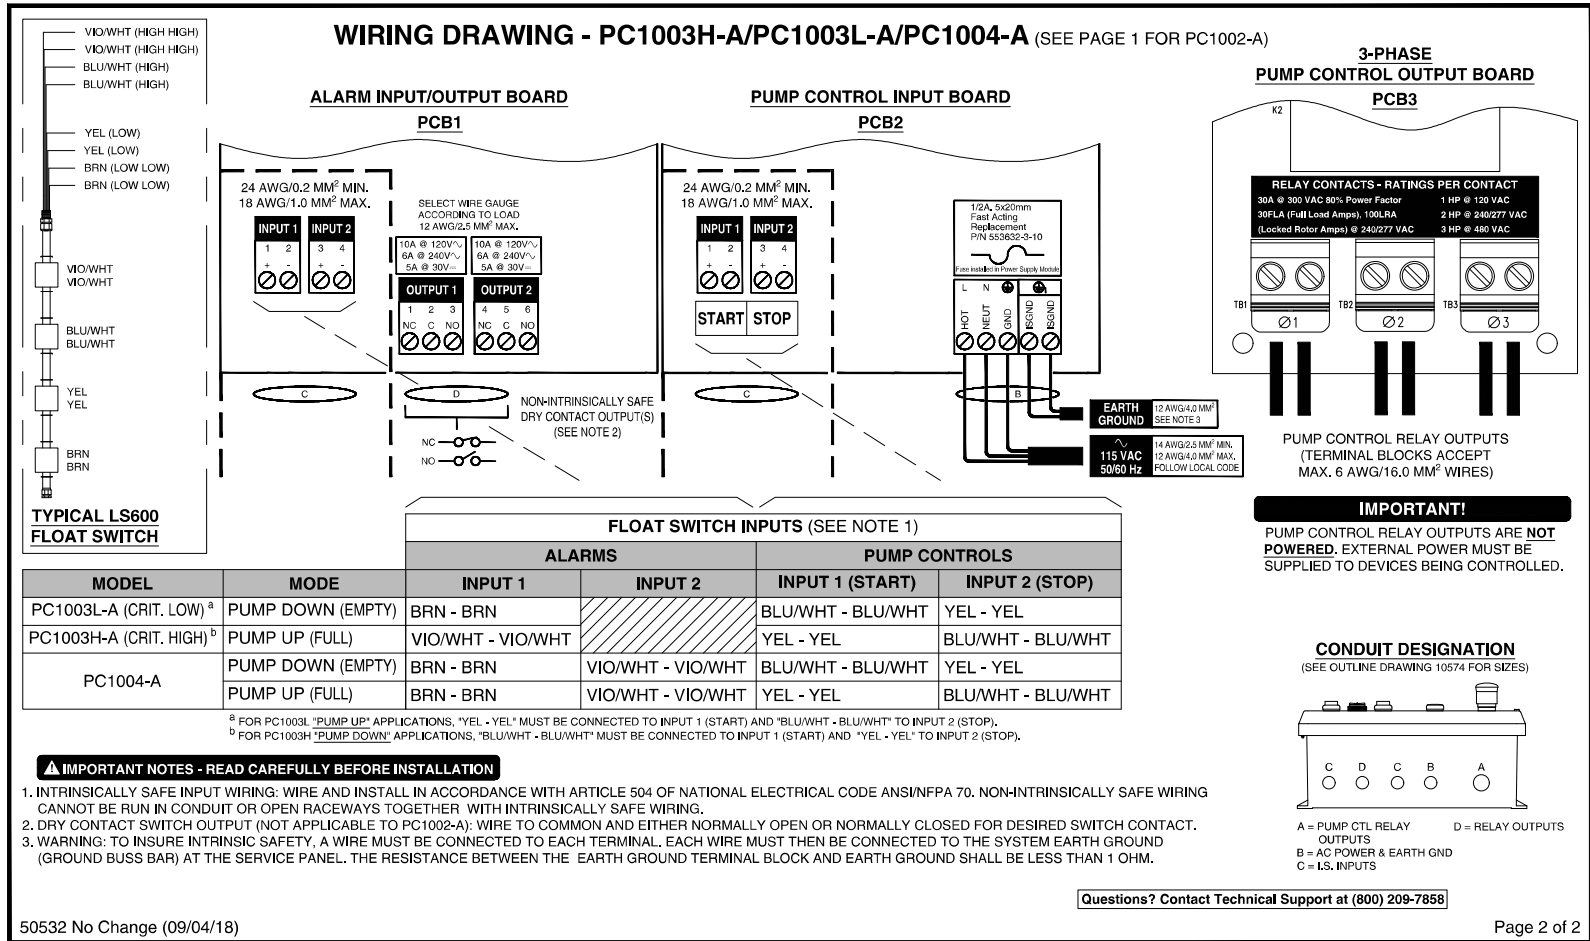 WIRING DRAWING - PC1003H-A/PC1003L-A/PC1004-A (SEE PAGE 1 FOR PC1002-A)
VIO/WHT (HIGH HIGH)
VIO/WHT (HIGH HIGH)
BLU/WHT (HIGH)
BLU/WHT (HIGH)
YEL (LOW)
YEL (LOW)
BRN (LOW LOW)
BRN (LOW LOW)
VIO/WHT
VIO/WHT
BLU/WHT
BLU/WHT
YEL
YEL
BRN
BRN
TYPICAL LS600
FLOAT SWITCH
ALARM INPUT/OUTPUT BOARD
PCB1
24 AWG/0.2 MM² MIN.
18 AWG/1.0 MM² MAX.
INPUT 1 INPUT 2
1 2 3 4
+ - + -
SELECT WIRE GAUGE
ACCORDING TO LOAD
12 AWG/2.5 MM² MAX.
10A @ 120V∿ 10A @ 120V∿
6A @ 240V∿ 6A @ 240V∿
5A @ 30V⎓ 5A @ 30V⎓
OUTPUT 1 OUTPUT 2
1 2 3 4 5 6
NC C NO NC C NO
C
D
NON-INTRINSICALLY SAFE
DRY CONTACT OUTPUT(S)
(SEE NOTE 2)
NC
NO
PUMP CONTROL INPUT BOARD
PCB2
24 AWG/0.2 MM² MIN.
18 AWG/1.0 MM² MAX.
INPUT 1 INPUT 2
1 2 3 4
+ - + -
START STOP
C
1/2A, 5x20mm
Fast Acting
Replacement
P/N 553632-3-10
Fuse installed in Power Supply Module
L N
HOT NEUT GND ISGND ISGND
B
EARTH GROUND
12 AWG/4.0 MM²
SEE NOTE 3
115 VAC
50/60 Hz
14 AWG/2.5 MM² MIN.
12 AWG/4.0 MM² MAX.
FOLLOW LOCAL CODE
3-PHASE
PUMP CONTROL OUTPUT BOARD
PCB3
K2
RELAY CONTACTS - RATINGS PER CONTACT
30A @ 300 VAC 80% Power Factor 1 HP @ 120 VAC
30FLA (Full Load Amps), 100LRA 2 HP @ 240/277 VAC
(Locked Rotor Amps) @ 240/277 VAC 3 HP @ 480 VAC
TB1 TB2 TB3
Ø1 Ø2 Ø3
PUMP CONTROL RELAY OUTPUTS
(TERMINAL BLOCKS ACCEPT
MAX. 6 AWG/16.0 MM² WIRES)
IMPORTANT!
PUMP CONTROL RELAY OUTPUTS ARE NOT
POWERED. EXTERNAL POWER MUST BE
SUPPLIED TO DEVICES BEING CONTROLLED.
FLOAT SWITCH INPUTS (SEE NOTE 1)
ALARMS PUMP CONTROLS
MODEL MODE INPUT 1 INPUT 2 INPUT 1 (START) INPUT 2 (STOP)
PC1003L-A (CRIT. LOW) a PUMP DOWN (EMPTY) BRN - BRN BLU/WHT - BLU/WHT YEL - YEL
PC1003H-A (CRIT. HIGH) b PUMP UP (FULL) VIO/WHT - VIO/WHT YEL - YEL BLU/WHT - BLU/WHT
PC1004-A
PUMP DOWN (EMPTY) BRN - BRN VIO/WHT - VIO/WHT BLU/WHT - BLU/WHT YEL - YEL
PUMP UP (FULL) BRN - BRN VIO/WHT - VIO/WHT YEL - YEL BLU/WHT - BLU/WHT
a FOR PC1003L "PUMP UP" APPLICATIONS, "YEL - YEL" MUST BE CONNECTED TO INPUT 1 (START) AND "BLU/WHT - BLU/WHT" TO INPUT 2 (STOP).
b FOR PC1003H "PUMP DOWN" APPLICATIONS, "BLU/WHT - BLU/WHT" MUST BE CONNECTED TO INPUT 1 (START) AND "YEL - YEL" TO INPUT 2 (STOP).
CONDUIT DESIGNATION
(SEE OUTLINE DRAWING 10574 FOR SIZES)
C D C B A
A = PUMP CTL RELAY OUTPUTS
D = RELAY OUTPUTS
B = AC POWER & EARTH GND
C = I.S. INPUTS
⚠ IMPORTANT NOTES - READ CAREFULLY BEFORE INSTALLATION
1. INTRINSICALLY SAFE INPUT WIRING: WIRE AND INSTALL IN ACCORDANCE WITH ARTICLE 504 OF NATIONAL ELECTRICAL CODE ANSI/NFPA 70. NON-INTRINSICALLY SAFE WIRING
CANNOT BE RUN IN CONDUIT OR OPEN RACEWAYS TOGETHER WITH INTRINSICALLY SAFE WIRING.
2. DRY CONTACT SWITCH OUTPUT (NOT APPLICABLE TO PC1002-A): WIRE TO COMMON AND EITHER NORMALLY OPEN OR NORMALLY CLOSED FOR DESIRED SWITCH CONTACT.
3. WARNING: TO INSURE INTRINSIC SAFETY, A WIRE MUST BE CONNECTED TO EACH TERMINAL. EACH WIRE MUST THEN BE CONNECTED TO THE SYSTEM EARTH GROUND
(GROUND BUSS BAR) AT THE SERVICE PANEL. THE RESISTANCE BETWEEN THE EARTH GROUND TERMINAL BLOCK AND EARTH GROUND SHALL BE LESS THAN 1 OHM.
Questions? Contact Technical Support at (800) 209-7858
50532 No Change (09/04/18)
Page 2 of 2